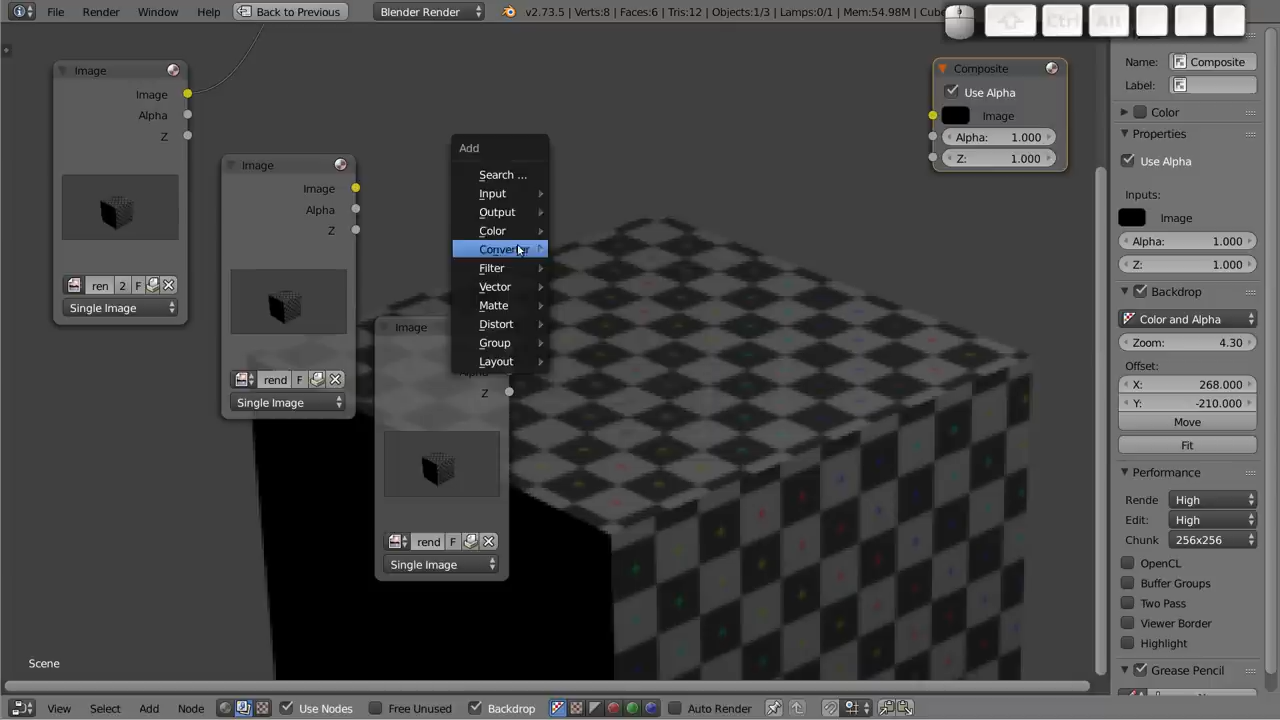 File Render Window Help Back to Previous Blender Render v2.73.5 | Verts:8 | Faces:6 | Tris:12 | Objects:1/3 | Lamps:0/1 | Mem:54.98M |
Ctrl Alt
Image
Image
Alpha
Z
ren 2 F
Single Image
Image
Image
Alpha
Z
rend F
Single Image
Image
Z
rend F
Single Image
Add
Search ...
Input
Output
Color
Converter
Filter
Vector
Matte
Distort
Group
Layout
Composite
Use Alpha
Image
Alpha: 1.000
Z: 1.000
Name: Composite
Label:
Color
Properties
Use Alpha
Inputs:
Image
Alpha: 1.000
Z: 1.000
Backdrop
Color and Alpha
Zoom: 4.30
Offset:
X: 268.000
Y: -210.000
Move
Fit
Performance
Rende High
Edit: High
Chunk 256x256
OpenCL
Buffer Groups
Two Pass
Viewer Border
Highlight
Grease Pencil
Scene
View Select Add Node Use Nodes Free Unused Backdrop Auto Render